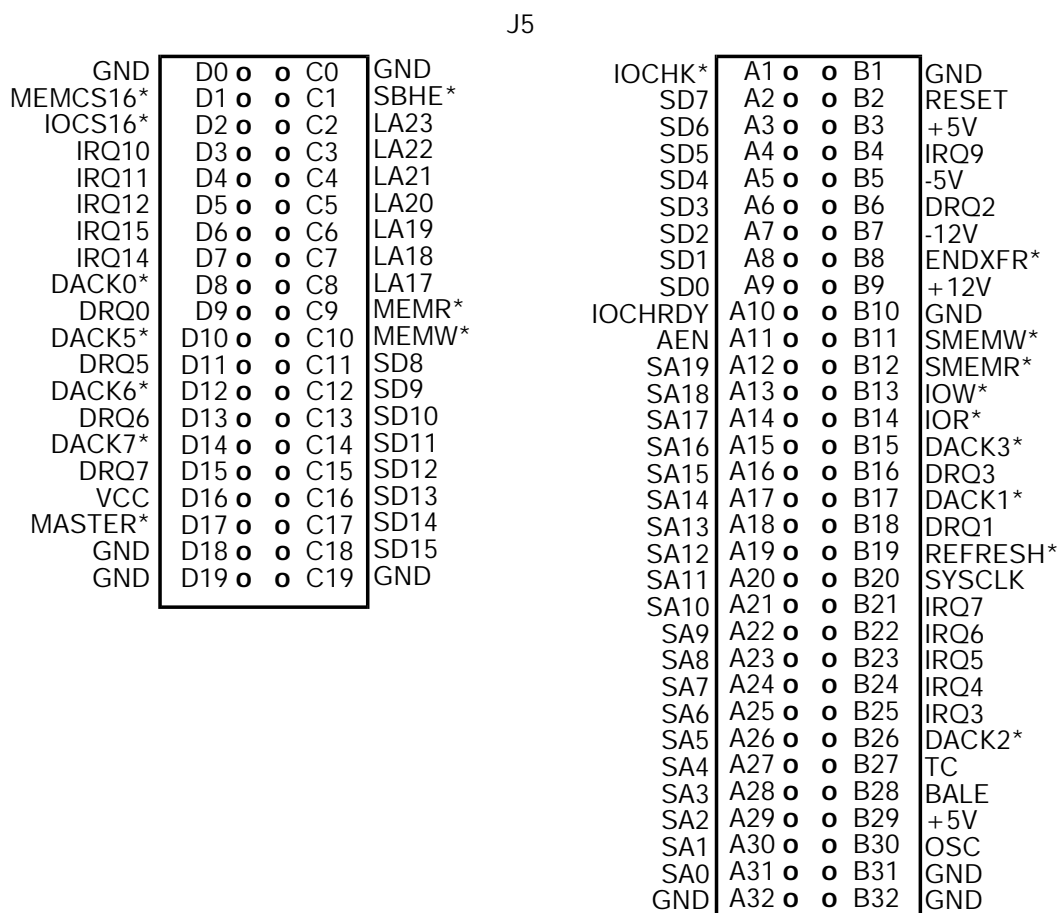 J5
GND D0 o o C0 GND
MEMCS16* D1 o o C1 SBHE*
IOCS16* D2 o o C2 LA23
IRQ10 D3 o o C3 LA22
IRQ11 D4 o o C4 LA21
IRQ12 D5 o o C5 LA20
IRQ15 D6 o o C6 LA19
IRQ14 D7 o o C7 LA18
DACK0* D8 o o C8 LA17
DRQ0 D9 o o C9 MEMR*
DACK5* D10 o o C10 MEMW*
DRQ5 D11 o o C11 SD8
DACK6* D12 o o C12 SD9
DRQ6 D13 o o C13 SD10
DACK7* D14 o o C14 SD11
DRQ7 D15 o o C15 SD12
VCC D16 o o C16 SD13
MASTER* D17 o o C17 SD14
GND D18 o o C18 SD15
GND D19 o o C19 GND
IOCHK* A1 o o B1 GND
SD7 A2 o o B2 RESET
SD6 A3 o o B3 +5V
SD5 A4 o o B4 IRQ9
SD4 A5 o o B5 -5V
SD3 A6 o o B6 DRQ2
SD2 A7 o o B7 -12V
SD1 A8 o o B8 ENDXFR*
SD0 A9 o o B9 +12V
IOCHRDY A10 o o B10 GND
AEN A11 o o B11 SMEMW*
SA19 A12 o o B12 SMEMR*
SA18 A13 o o B13 IOW*
SA17 A14 o o B14 IOR*
SA16 A15 o o B15 DACK3*
SA15 A16 o o B16 DRQ3
SA14 A17 o o B17 DACK1*
SA13 A18 o o B18 DRQ1
SA12 A19 o o B19 REFRESH*
SA11 A20 o o B20 SYSCLK
SA10 A21 o o B21 IRQ7
SA9 A22 o o B22 IRQ6
SA8 A23 o o B23 IRQ5
SA7 A24 o o B24 IRQ4
SA6 A25 o o B25 IRQ3
SA5 A26 o o B26 DACK2*
SA4 A27 o o B27 TC
SA3 A28 o o B28 BALE
SA2 A29 o o B29 +5V
SA1 A30 o o B30 OSC
SA0 A31 o o B31 GND
GND A32 o o B32 GND